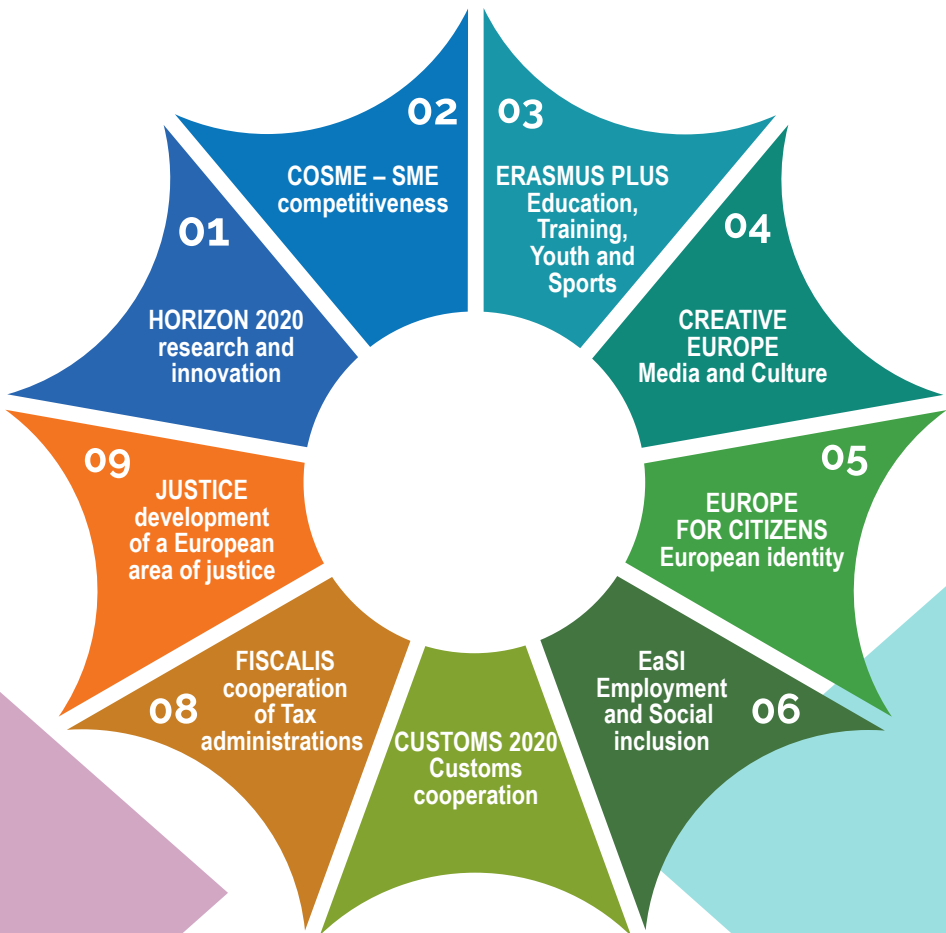 01
HORIZON 2020
research and
innovation
02
COSME – SME
competitiveness
03
ERASMUS PLUS
Education,
Training,
Youth and
Sports
04
CREATIVE
EUROPE
Media and Culture
05
EUROPE
FOR CITIZENS
European identity
06
EaSI
Employment
and Social
inclusion
CUSTOMS 2020
Customs
cooperation
08
FISCALIS
cooperation
of Tax
administrations
09
JUSTICE
development
of a European
area of justice